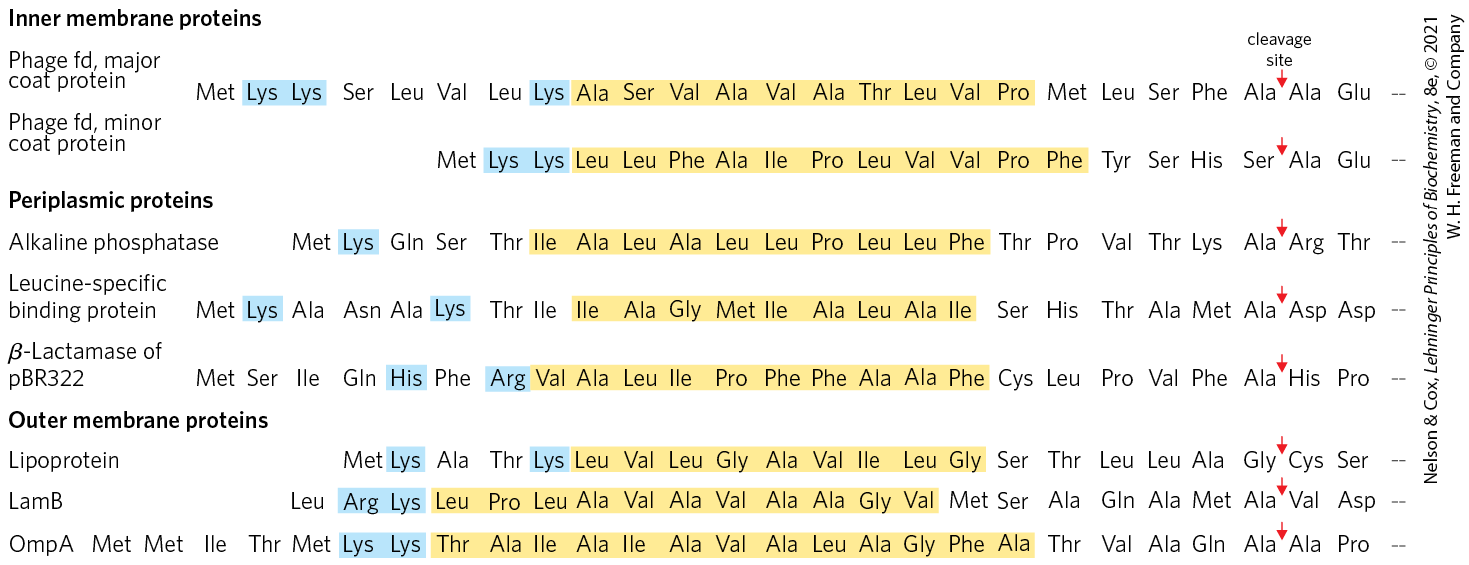 Inner membrane proteins
cleavage
site
Phage fd, major
coat protein
Met Lys Lys Ser Leu Val Leu Lys Ala Ser Val Ala Val Ala Thr Leu Val Pro Met Leu Ser Phe Ala Ala Glu --
Phage fd, minor
coat protein
Met Lys Lys Leu Leu Phe Ala Ile Pro Leu Val Val Pro Phe Tyr Ser His Ser Ala Glu --
Periplasmic proteins
Alkaline phosphatase Met Lys Gln Ser Thr Ile Ala Leu Ala Leu Leu Pro Leu Leu Phe Thr Pro Val Thr Lys Ala Arg Thr --
Leucine-specific
binding protein Met Lys Ala Asn Ala Lys Thr Ile Ile Ala Gly Met Ile Ala Leu Ala Ile Ser His Thr Ala Met Ala Asp Asp --
β-Lactamase of
pBR322 Met Ser Ile Gln His Phe Arg Val Ala Leu Ile Pro Phe Phe Ala Ala Phe Cys Leu Pro Val Phe Ala His Pro --
Outer membrane proteins
Lipoprotein Met Lys Ala Thr Lys Leu Val Leu Gly Ala Val Ile Leu Gly Ser Thr Leu Leu Ala Gly Cys Ser --
LamB Leu Arg Lys Leu Pro Leu Ala Val Ala Val Ala Ala Gly Val Met Ser Ala Gln Ala Met Ala Val Asp --
OmpA Met Met Ile Thr Met Lys Lys Thr Ala Ile Ala Ile Ala Val Ala Leu Ala Gly Phe Ala Thr Val Ala Gln Ala Ala Pro --
Nelson & Cox, Lehninger Principles of Biochemistry, 8e, © 2021
W. H. Freeman and Company